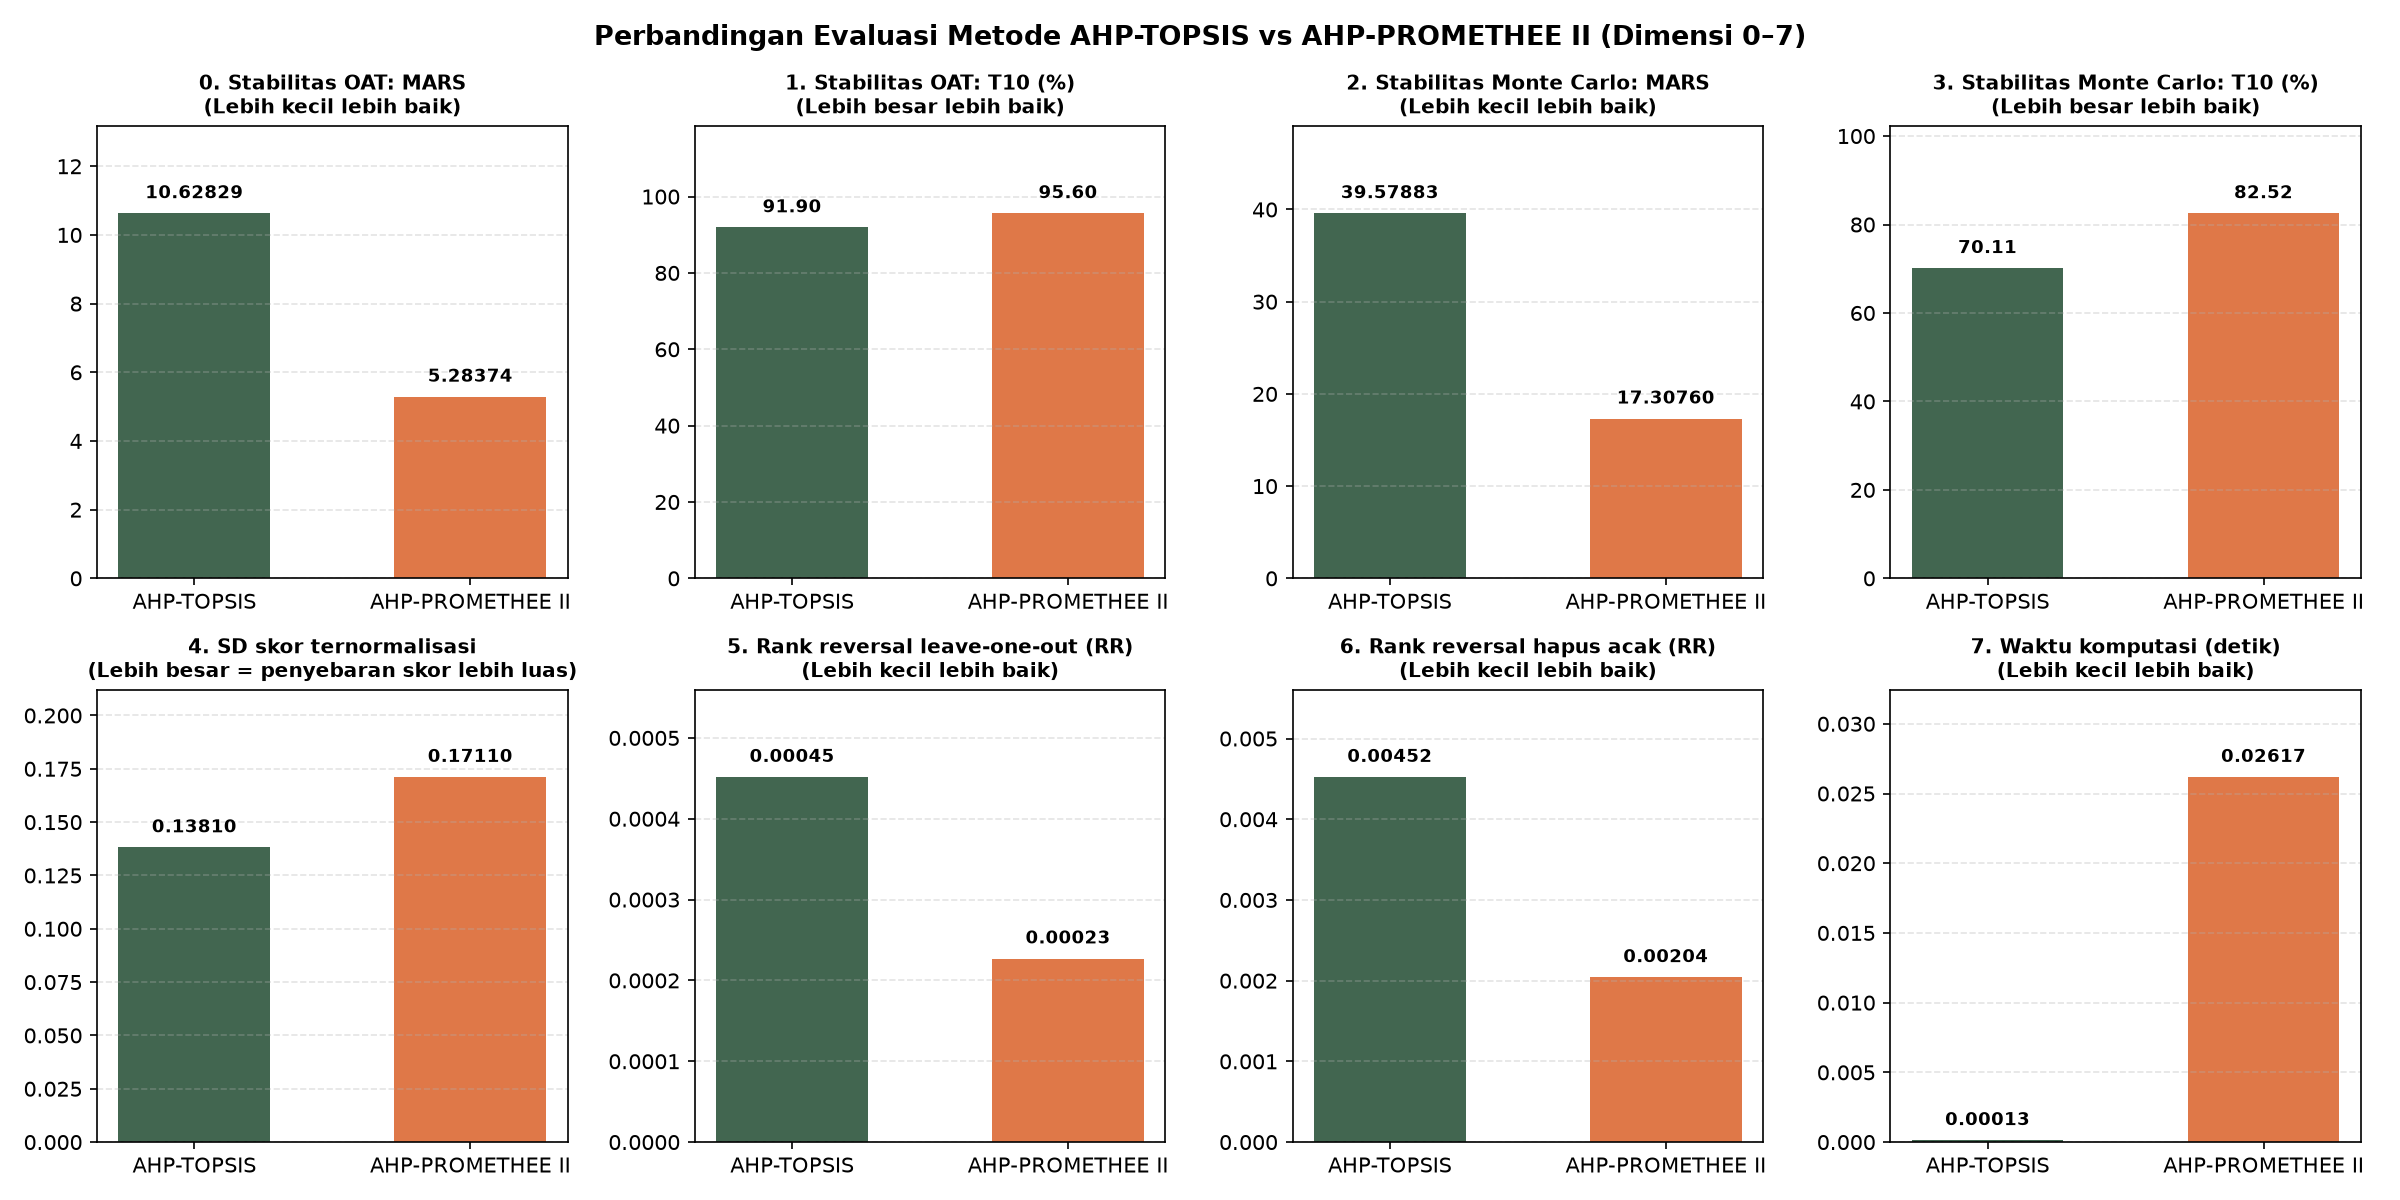 Perbandingan Evaluasi Metode AHP-TOPSIS vs AHP-PROMETHEE II (Dimensi 0–7)
0. Stabilitas OAT: MARS
(Lebih kecil lebih baik)
12
10
8
6
4
2
0
10.62829
5.28374
AHP-TOPSIS
AHP-PROMETHEE II
1. Stabilitas OAT: T10 (%)
(Lebih besar lebih baik)
100
80
60
40
20
0
91.90
95.60
AHP-TOPSIS
AHP-PROMETHEE II
2. Stabilitas Monte Carlo: MARS
(Lebih kecil lebih baik)
40
30
20
10
0
39.57883
17.30760
AHP-TOPSIS
AHP-PROMETHEE II
3. Stabilitas Monte Carlo: T10 (%)
(Lebih besar lebih baik)
100
80
60
40
20
0
70.11
82.52
AHP-TOPSIS
AHP-PROMETHEE II
4. SD skor ternormalisasi
(Lebih besar = penyebaran skor lebih luas)
0.200
0.175
0.150
0.125
0.100
0.075
0.050
0.025
0.000
0.13810
0.17110
AHP-TOPSIS
AHP-PROMETHEE II
5. Rank reversal leave-one-out (RR)
(Lebih kecil lebih baik)
0.0005
0.0004
0.0003
0.0002
0.0001
0.0000
0.00045
0.00023
AHP-TOPSIS
AHP-PROMETHEE II
6. Rank reversal hapus acak (RR)
(Lebih kecil lebih baik)
0.005
0.004
0.003
0.002
0.001
0.000
0.00452
0.00204
AHP-TOPSIS
AHP-PROMETHEE II
7. Waktu komputasi (detik)
(Lebih kecil lebih baik)
0.030
0.025
0.020
0.015
0.010
0.005
0.000
0.00013
0.02617
AHP-TOPSIS
AHP-PROMETHEE II